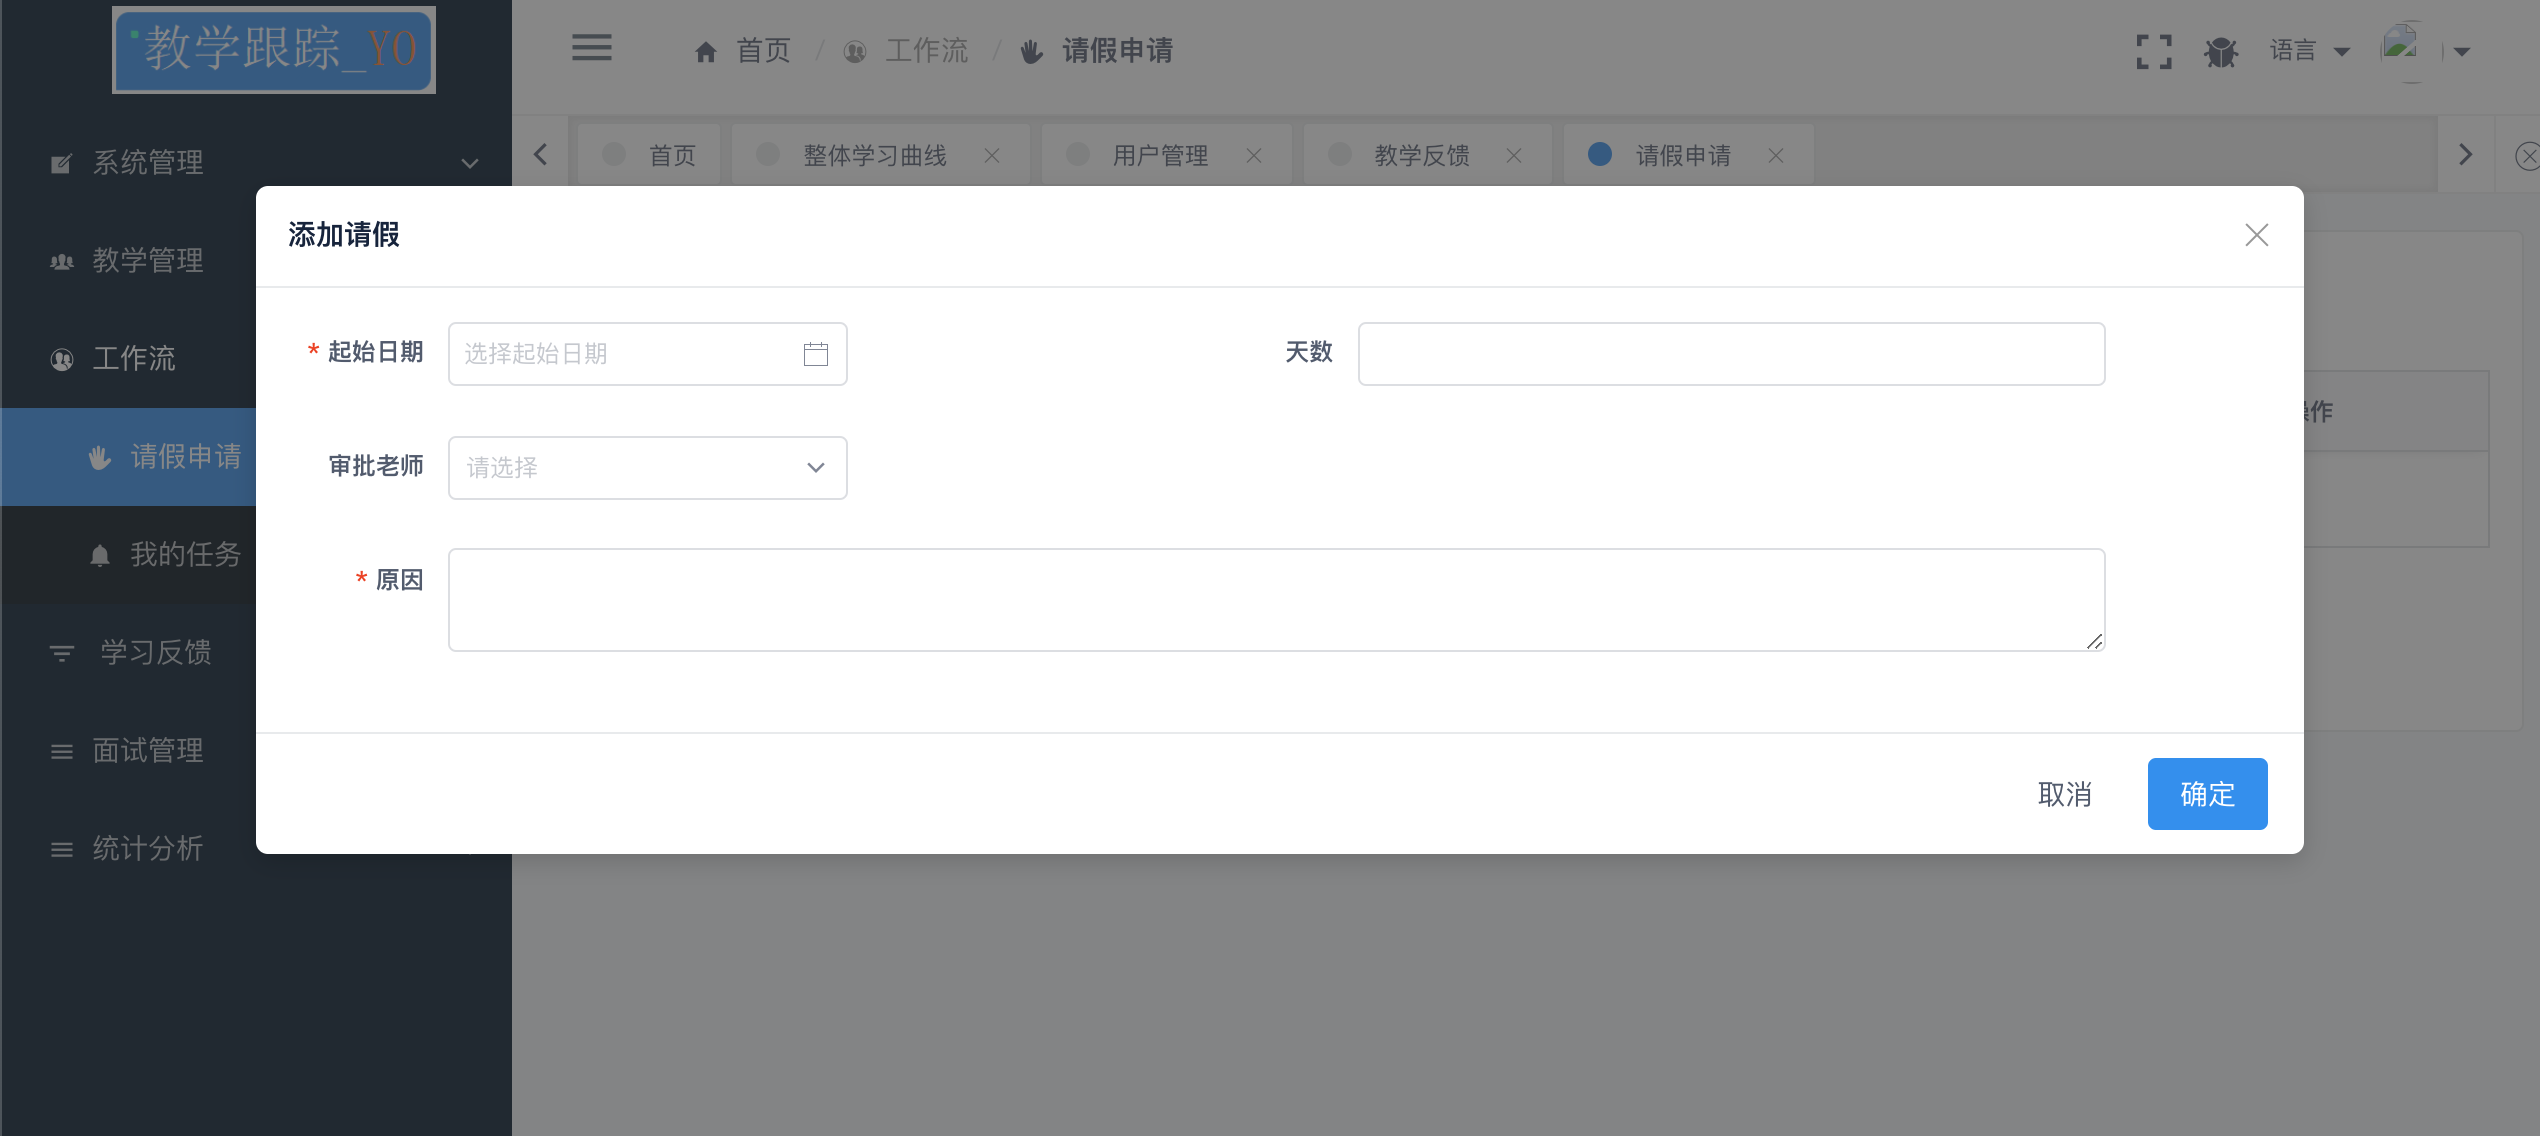 教学跟踪_YO
首页 / 工作流 / 请假申请
语言
系统管理
教学管理
工作流
请假申请
我的任务
学习反馈
面试管理
统计分析
首页 整体学习曲线 用户管理 教学反馈 请假申请
添加请假
* 起始日期 选择起始日期 天数
审批老师 请选择
* 原因
取消 确定
操作